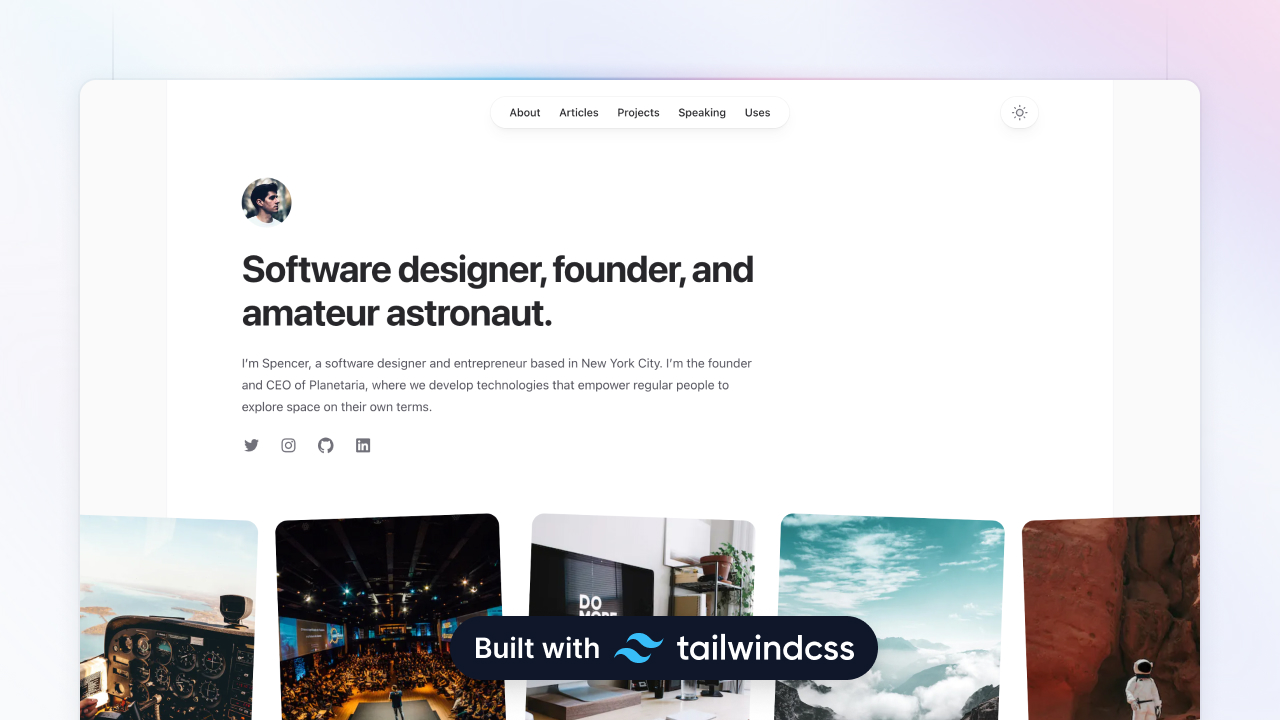 About Articles Projects Speaking Uses
Software designer, founder, and
amateur astronaut.
I’m Spencer, a software designer and entrepreneur based in New York City. I’m the founder
and CEO of Planetaria, where we develop technologies that empower regular people to
explore space on their own terms.
DO
MORE
Built with tailwindcss